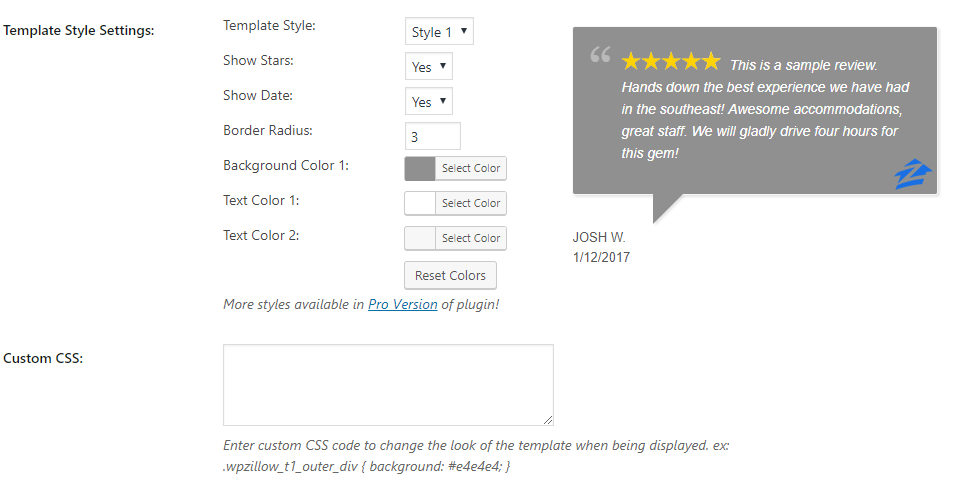 Template Style Settings:
Template Style:
Style 1
Show Stars:
Yes
Show Date:
Yes
Border Radius:
3
Background Color 1:
Select Color
Text Color 1:
Select Color
Text Color 2:
Select Color
Reset Colors
More styles available in Pro Version of plugin!
“
This is a sample review.
Hands down the best experience we have had
in the southeast! Awesome accommodations,
great staff. We will gladly drive four hours for
this gem!
JOSH W.
1/12/2017
Custom CSS:
Enter custom CSS code to change the look of the template when being displayed. ex:
.wpzillow_t1_outer_div { background: #e4e4e4; }